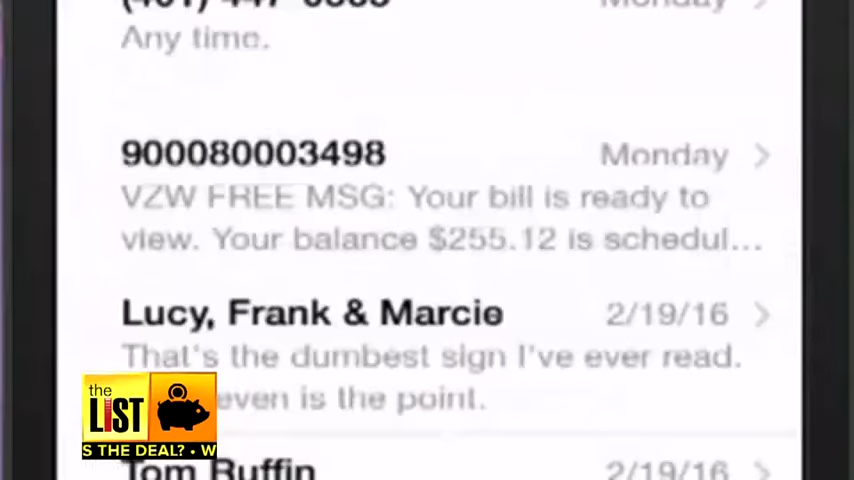 Monday
Any time.
900080003498 Monday
VZW FREE MSG: Your bill is ready to
view. Your balance $255.12 is schedul...
Lucy, Frank & Marcie 2/19/16
That's the dumbest sign I've ever read.
even is the point.
the
LIST
S THE DEAL? • W
Tom Ruffin 2/19/16